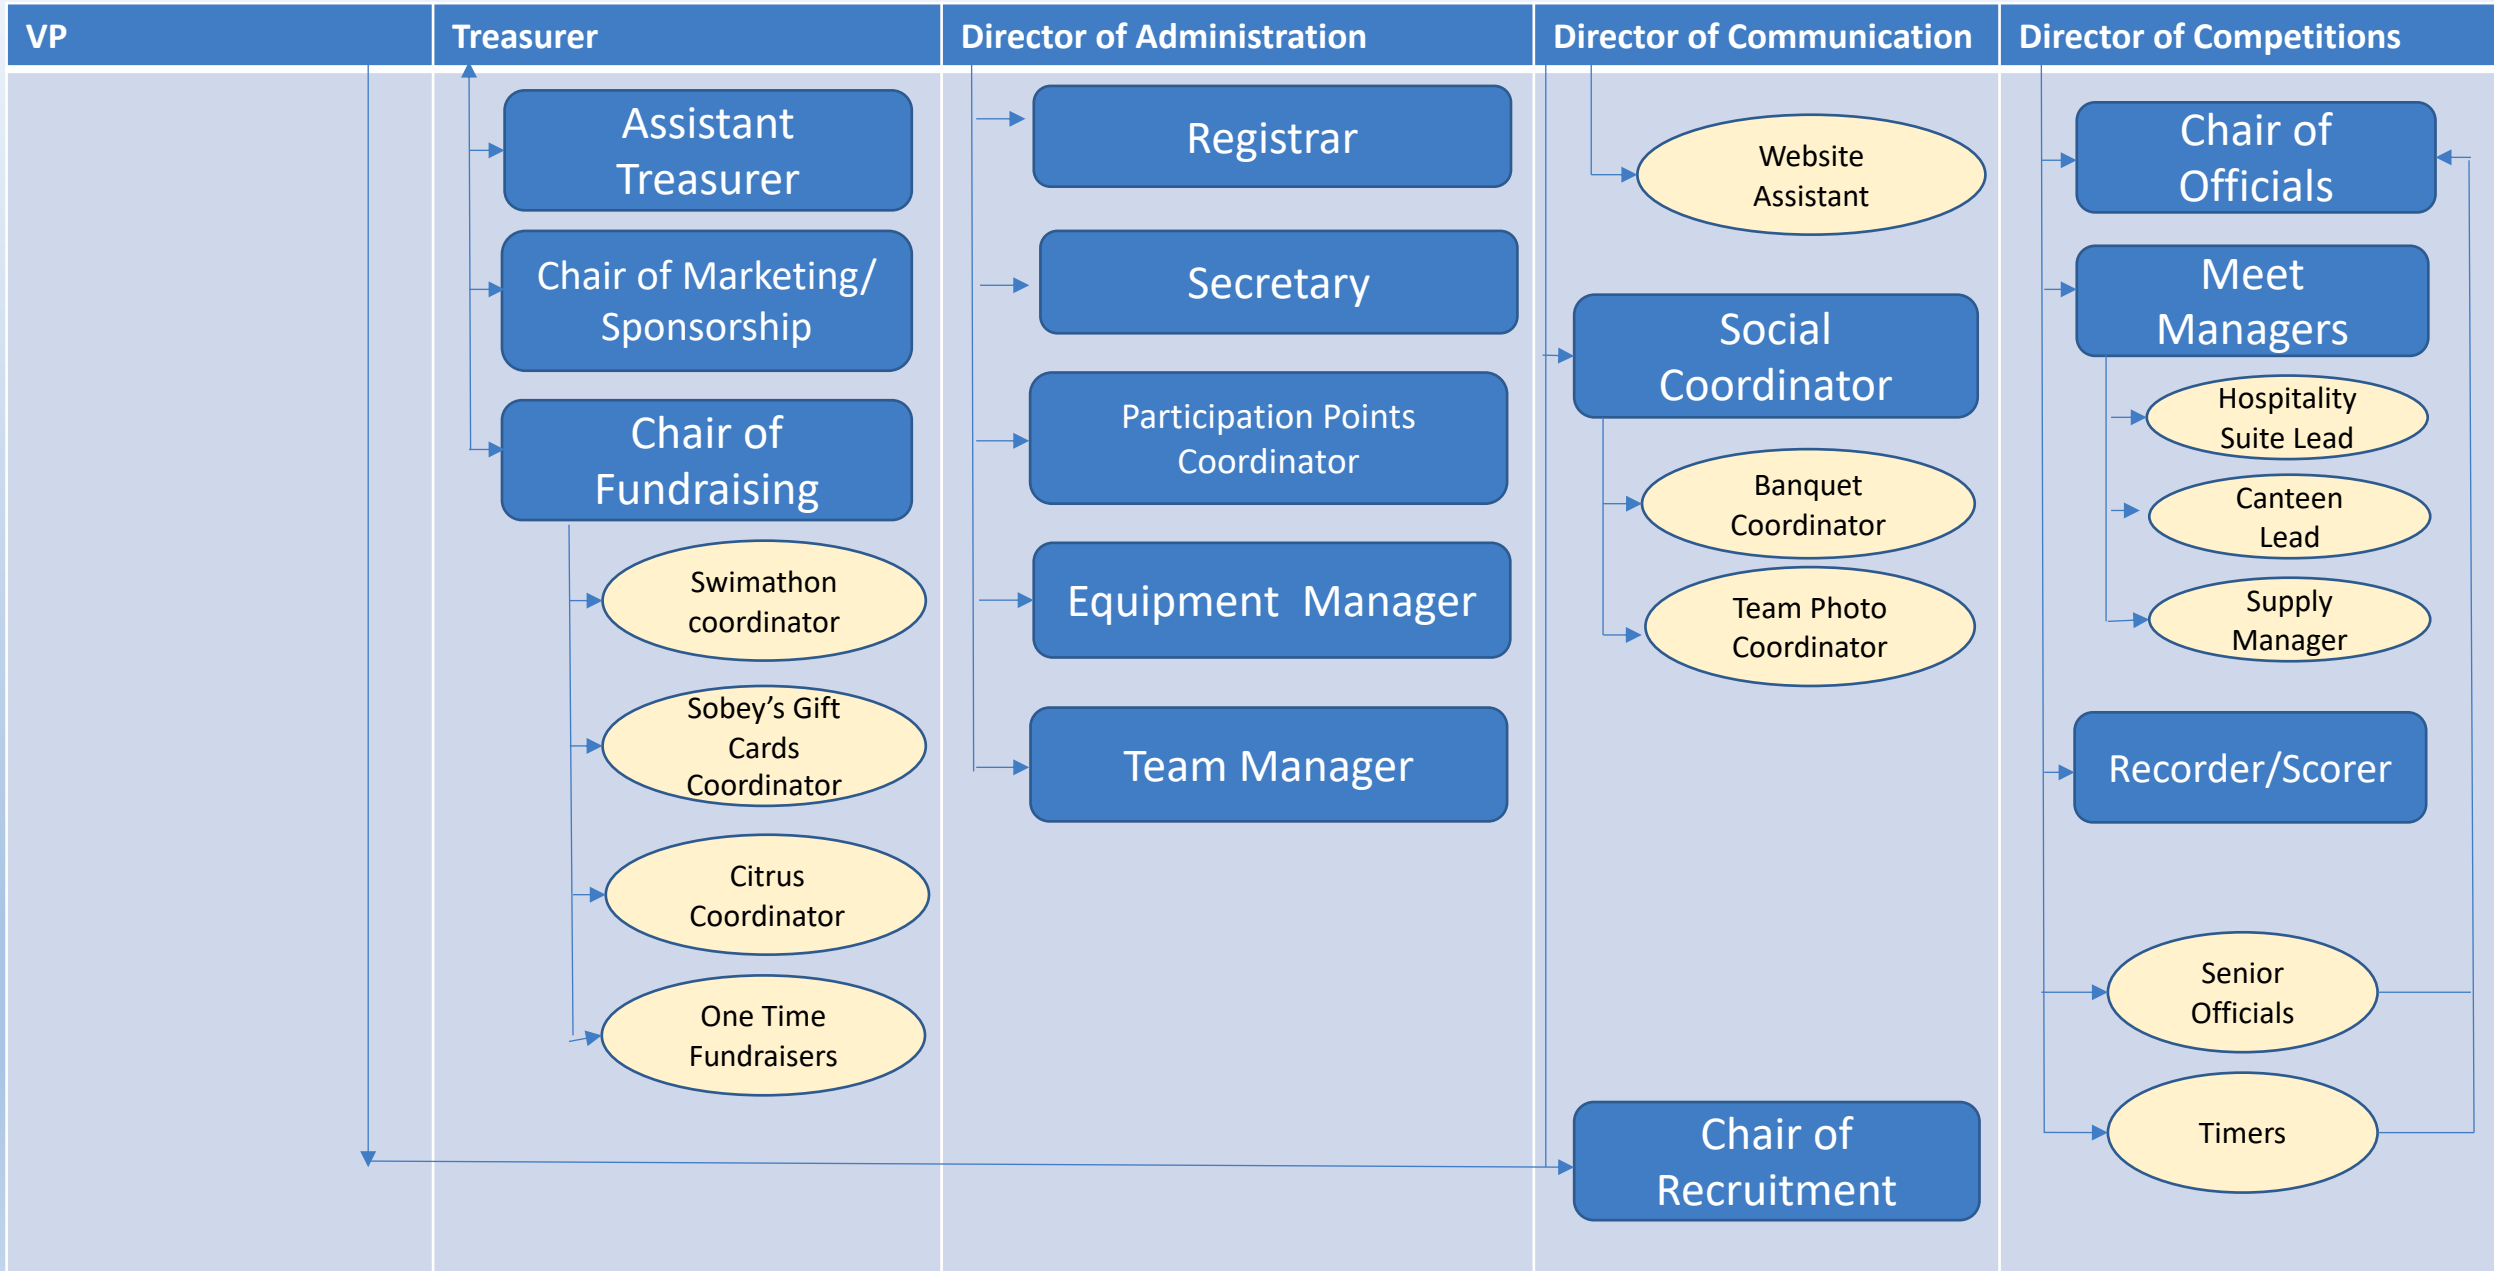 VP
Treasurer
Director of Administration
Director of Communication
Director of Competitions
Assistant
Treasurer
Chair of Marketing/
Sponsorship
Chair of
Fundraising
Swimathon
coordinator
Sobey’s Gift
Cards
Coordinator
Citrus
Coordinator
One Time
Fundraisers
Registrar
Secretary
Participation Points
Coordinator
Equipment  Manager
Team Manager
Website
Assistant
Social
Coordinator
Banquet
Coordinator
Team Photo
Coordinator
Chair of
Recruitment
Chair of
Officials
Meet
Managers
Hospitality
Suite Lead
Canteen
Lead
Supply
Manager
Recorder/Scorer
Senior
Officials
Timers